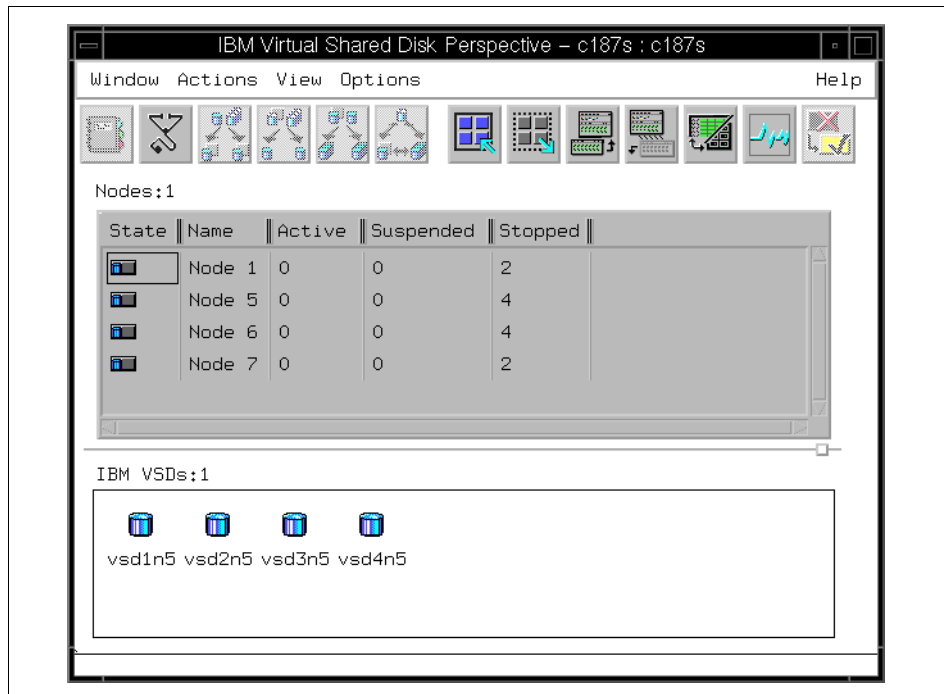 IBM Virtual Shared Disk Perspective – c187s : c187s
Window Actions View Options Help
Nodes:1
State Name Active Suspended Stopped
Node 1 0 0 2
Node 5 0 0 4
Node 6 0 0 4
Node 7 0 0 2
IBM VSDs:1
vsd1n5 vsd2n5 vsd3n5 vsd4n5